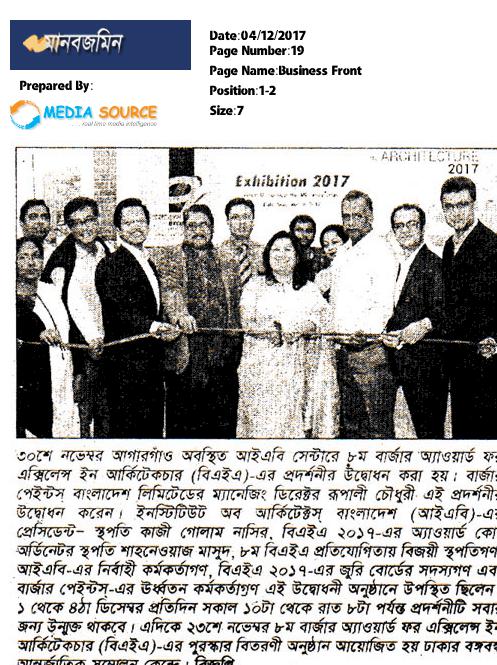 মানবজমিন
Date:04/12/2017
Page Number:19
Page Name:Business Front
Position:1-2
Size:7
Prepared By:
MEDIA SOURCE
real time media intelligence
ARCHITECTURE
2017
Exhibition 2017
৩০শে নভেম্বর আগারগাঁও অবস্থিত আইএবি সেন্টারে ৮ম বার্জার অ্যাওয়ার্ড ফর
এক্সিলেন্স ইন আর্কিটেকচার (বিএইএ)-এর প্রদর্শনীর উদ্বোধন করা হয়। বার্জার
পেইন্টস্ বাংলাদেশ লিমিটেডের ম্যানেজিং ডিরেক্টর রূপালী চৌধুরী এই প্রদর্শনীর
উদ্বোধন করেন। ইনস্টিটিউট অব আর্কিটেক্টস্ বাংলাদেশ (আইএবি)-এর
প্রেসিডেন্ট– স্থপতি কাজী গোলাম নাসির, বিএইএ ২০১৭-এর অ্যাওয়ার্ড কো-
অর্ডিনেটর স্থপতি শাহনেওয়াজ মাসুদ, ৮ম বিএইএ প্রতিযোগিতায় বিজয়ী স্থপতিগণ,
আইএবি-এর নির্বাহী কর্মকর্তাগণ, বিএইএ ২০১৭-এর জুরি বোর্ডের সদস্যগণ এবং
বার্জার পেইন্টস-এর ঊর্ধ্বতন কর্মকর্তাগণ এই উদ্বোধনী অনুষ্ঠানে উপস্থিত ছিলেন।
১ থেকে ৪ঠা ডিসেম্বর প্রতিদিন সকাল ১০টা থেকে রাত ৮টা পর্যন্ত প্রদর্শনীটি সবার
জন্য উন্মুক্ত থাকবে। এদিকে ২৩শে নভেম্বর ৮ম বার্জার অ্যাওয়ার্ড ফর এক্সিলেন্স ইন
আর্কিটেকচার (বিএইএ)-এর পুরস্কার বিতরণী অনুষ্ঠান আয়োজিত হয় ঢাকার বঙ্গবন্ধু
আন্তর্জাতিক সম্মেলন কেন্দ্রে। বিজ্ঞপ্তি